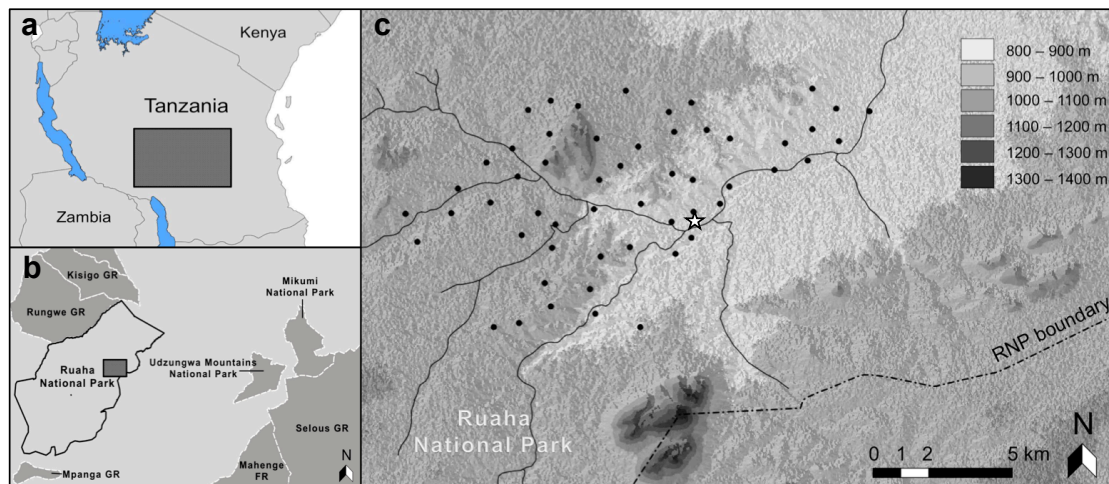 a
Kenya
Tanzania
Zambia
b
Kisigo GR
Rungwe GR
Mikumi
National Park
Udzungwa Mountains
National Park
Ruaha
National Park
Selous GR
Mahenge
FR
Mpanga GR
N
c
800 – 900 m
900 – 1000 m
1000 – 1100 m
1100 – 1200 m
1200 – 1300 m
1300 – 1400 m
RNP boundary
Ruaha
National Park
N
0 1 2 5 km